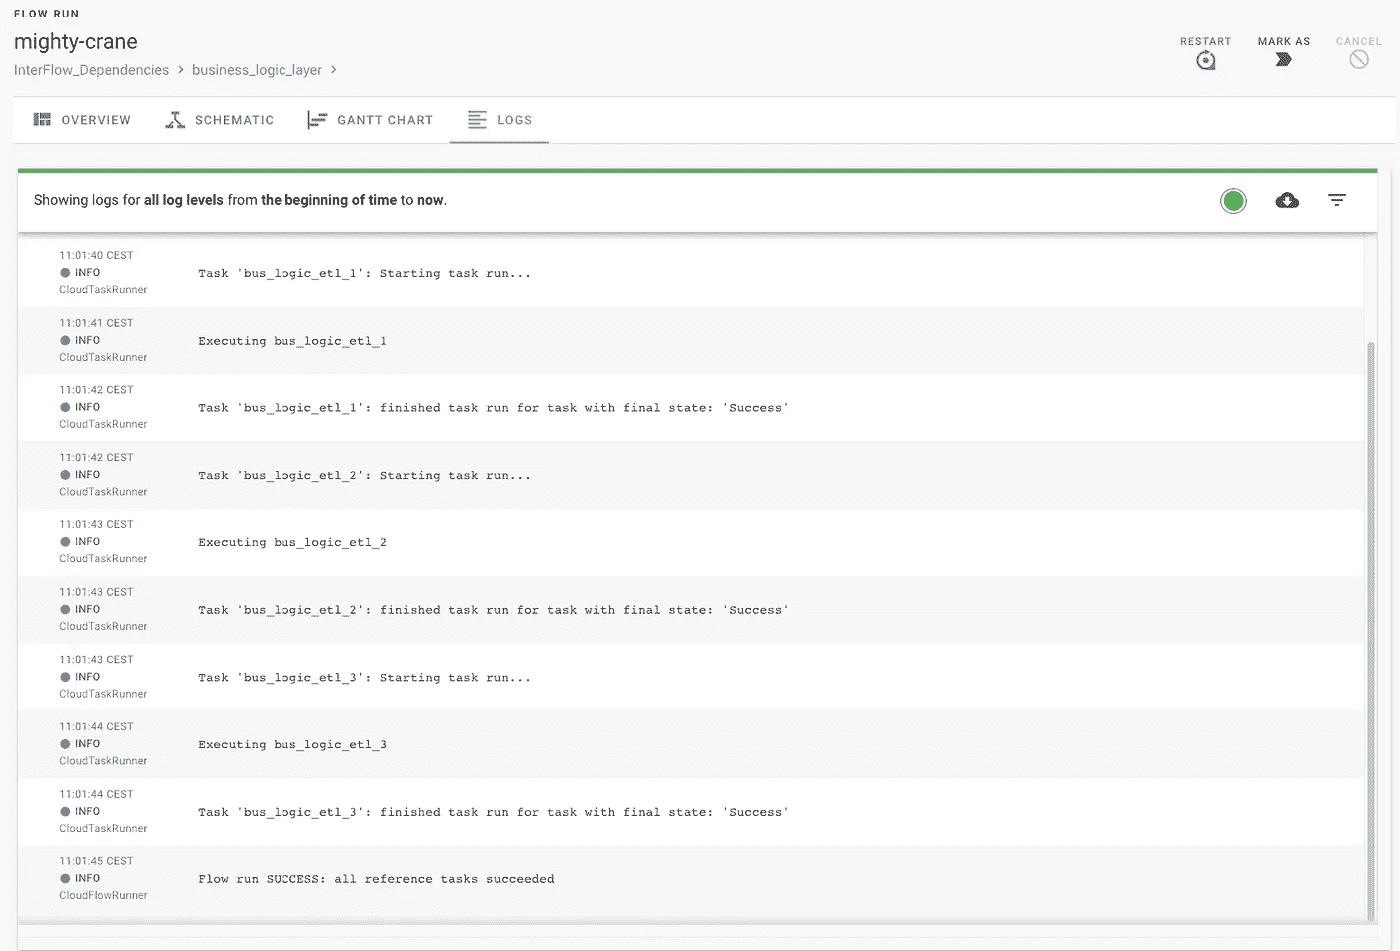 FLOW RUN
mighty-crane
RESTART MARK AS CANCEL
InterFlow_Dependencies > business_logic_layer >
OVERVIEW SCHEMATIC GANTT CHART LOGS
Showing logs for all log levels from the beginning of time to now.
11:01:40 CEST
INFO Task 'bus_logic_etl_1': Starting task run...
CloudTaskRunner
11:01:41 CEST
INFO Executing bus_logic_etl_1
CloudTaskRunner
11:01:42 CEST
INFO Task 'bus_logic_etl_1': finished task run for task with final state: 'Success'
CloudTaskRunner
11:01:42 CEST
INFO Task 'bus_logic_etl_2': Starting task run...
CloudTaskRunner
11:01:43 CEST
INFO Executing bus_logic_etl_2
CloudTaskRunner
11:01:43 CEST
INFO Task 'bus_logic_etl_2': finished task run for task with final state: 'Success'
CloudTaskRunner
11:01:43 CEST
INFO Task 'bus_logic_etl_3': Starting task run...
CloudTaskRunner
11:01:44 CEST
INFO Executing bus_logic_etl_3
CloudTaskRunner
11:01:44 CEST
INFO Task 'bus_logic_etl_3': finished task run for task with final state: 'Success'
CloudTaskRunner
11:01:45 CEST
INFO Flow run SUCCESS: all reference tasks succeeded
CloudFlowRunner